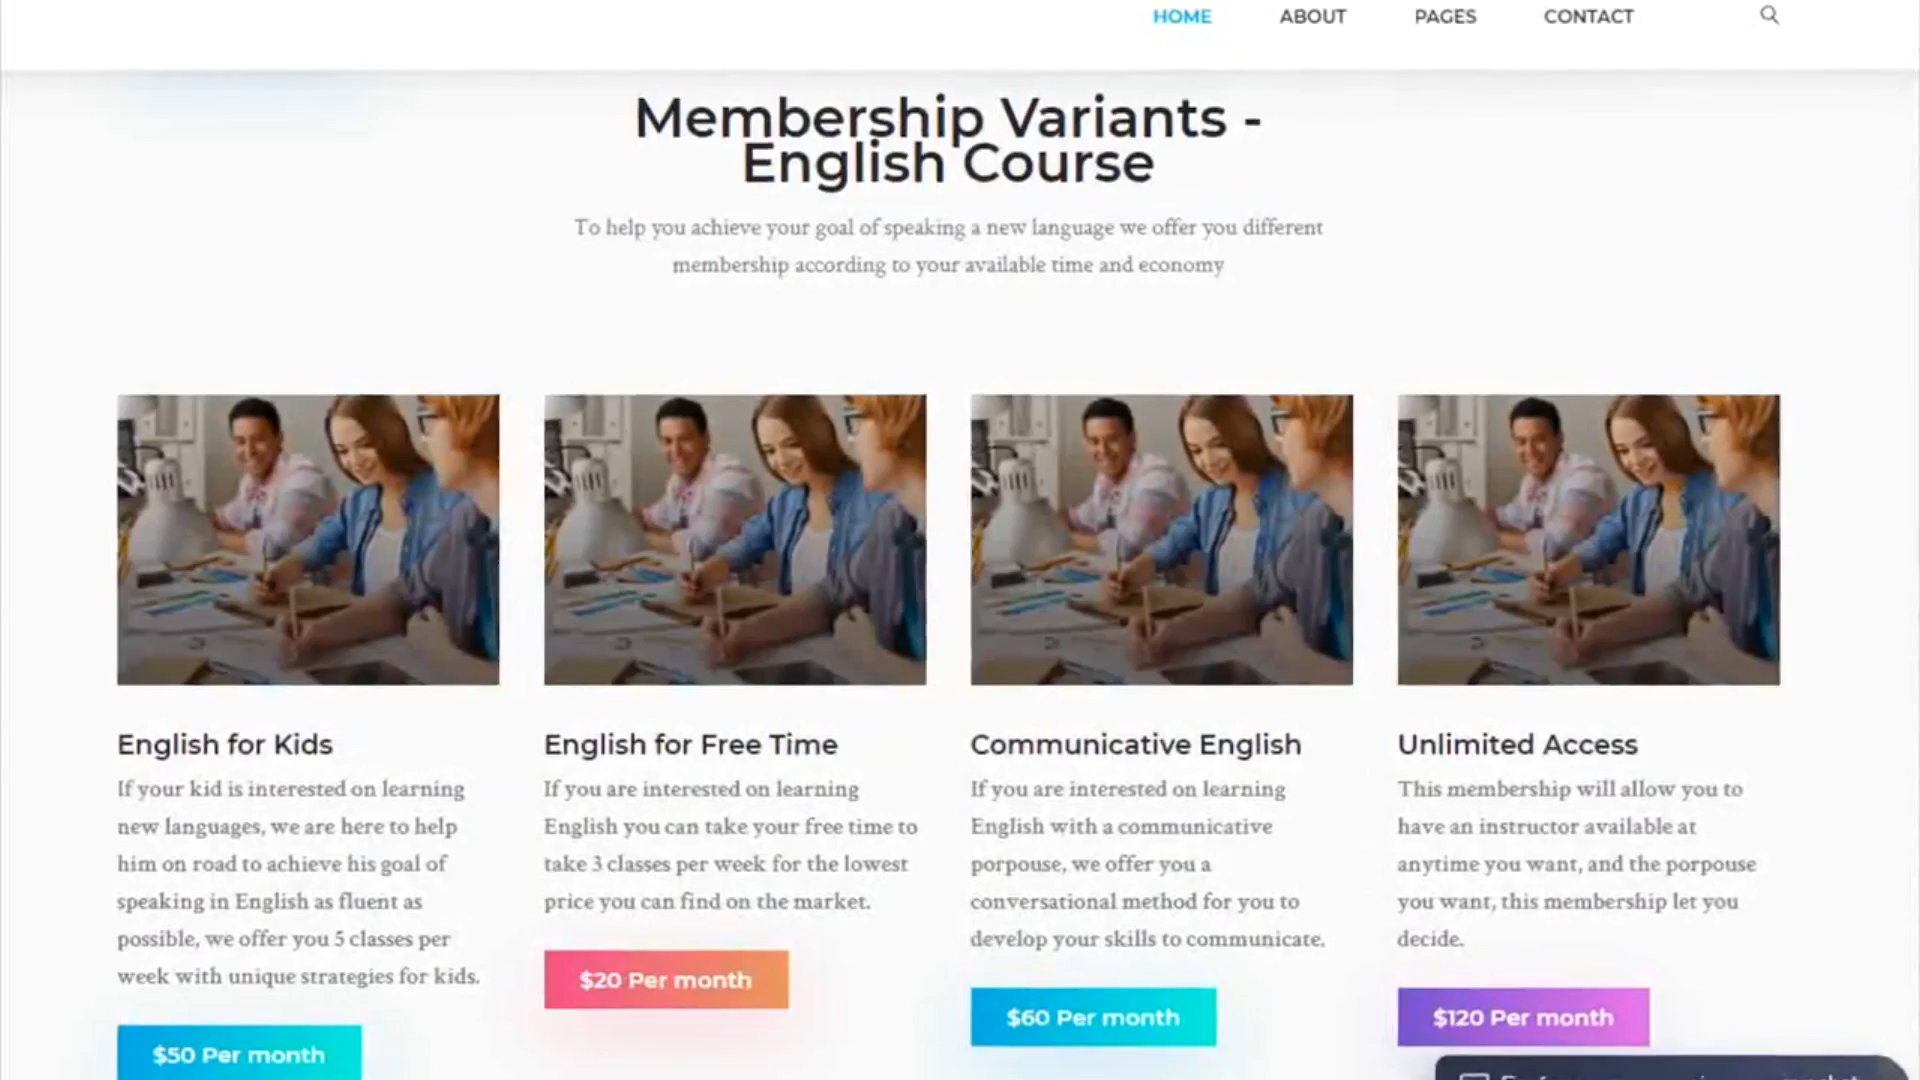 HOME ABOUT PAGES CONTACT
Membership Variants -
English Course
To help you achieve your goal of speaking a new language we offer you different
membership according to your available time and economy
English for Kids
If your kid is interested on learning
new languages, we are here to help
him on road to achieve his goal of
speaking in English as fluent as
possible, we offer you 5 classes per
week with unique strategies for kids.
$50 Per month
English for Free Time
If you are interested on learning
English you can take your free time to
take 3 classes per week for the lowest
price you can find on the market.
$20 Per month
Communicative English
If you are interested on learning
English with a communicative
porpouse, we offer you a
conversational method for you to
develop your skills to communicate.
$60 Per month
Unlimited Access
This membership will allow you to
have an instructor available at
anytime you want, and the porpouse
you want, this membership let you
decide.
$120 Per month